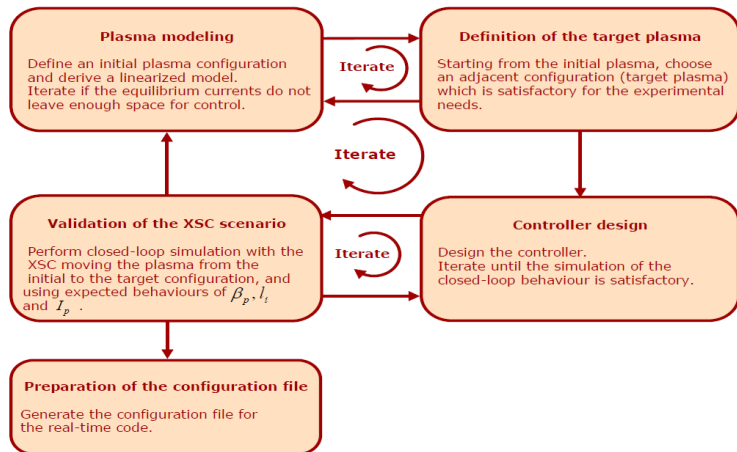 Plasma modeling
Define an initial plasma configuration
and derive a linearized model.
Iterate if the equilibrium currents do not
leave enough space for control.
Iterate
Definition of the target plasma
Starting from the initial plasma, choose
an adjacent configuration (target plasma)
which is satisfactory for the experimental
needs.
Iterate
Validation of the XSC scenario
Perform closed-loop simulation with the
XSC moving the plasma from the
initial to the target configuration, and
using expected behaviours of β_p, l_i
and I_p .
Iterate
Controller design
Design the controller.
Iterate until the simulation of the
closed-loop behaviour is satisfactory.
Preparation of the configuration file
Generate the configuration file for
the real-time code.